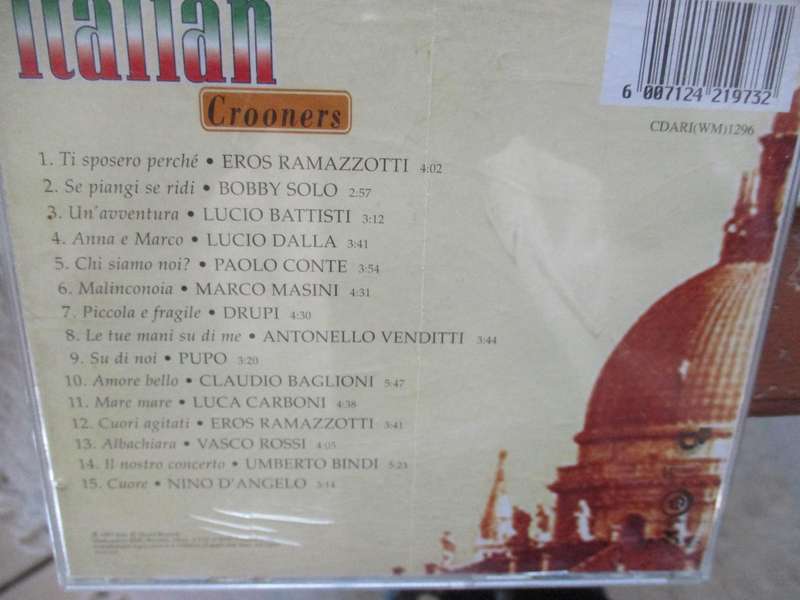 Italian
Crooners
6 007124 219732
CDARI(WM)1296
1. Ti sposero perché • EROS RAMAZZOTTI 4:02
2. Se piangi se ridi • BOBBY SOLO 2:57
3. Un'avventura • LUCIO BATTISTI 3:12
4. Anna e Marco • LUCIO DALLA 3:41
5. Chi siamo noi? • PAOLO CONTE 3:54
6. Malinconoia • MARCO MASINI 4:31
7. Piccola e fragile • DRUPI 4:30
8. Le tue mani su di me • ANTONELLO VENDITTI 3:44
9. Su di noi • PUPO 3:20
10. Amore bello • CLAUDIO BAGLIONI 5:47
11. Mare mare • LUCA CARBONI 4:38
12. Cuori agitati • EROS RAMAZZOTTI 3:41
13. Albachiara • VASCO ROSSI 4:05
14. Il nostro concerto • UMBERTO BINDI 5:23
15. Cuore • NINO D'ANGELO 3:14